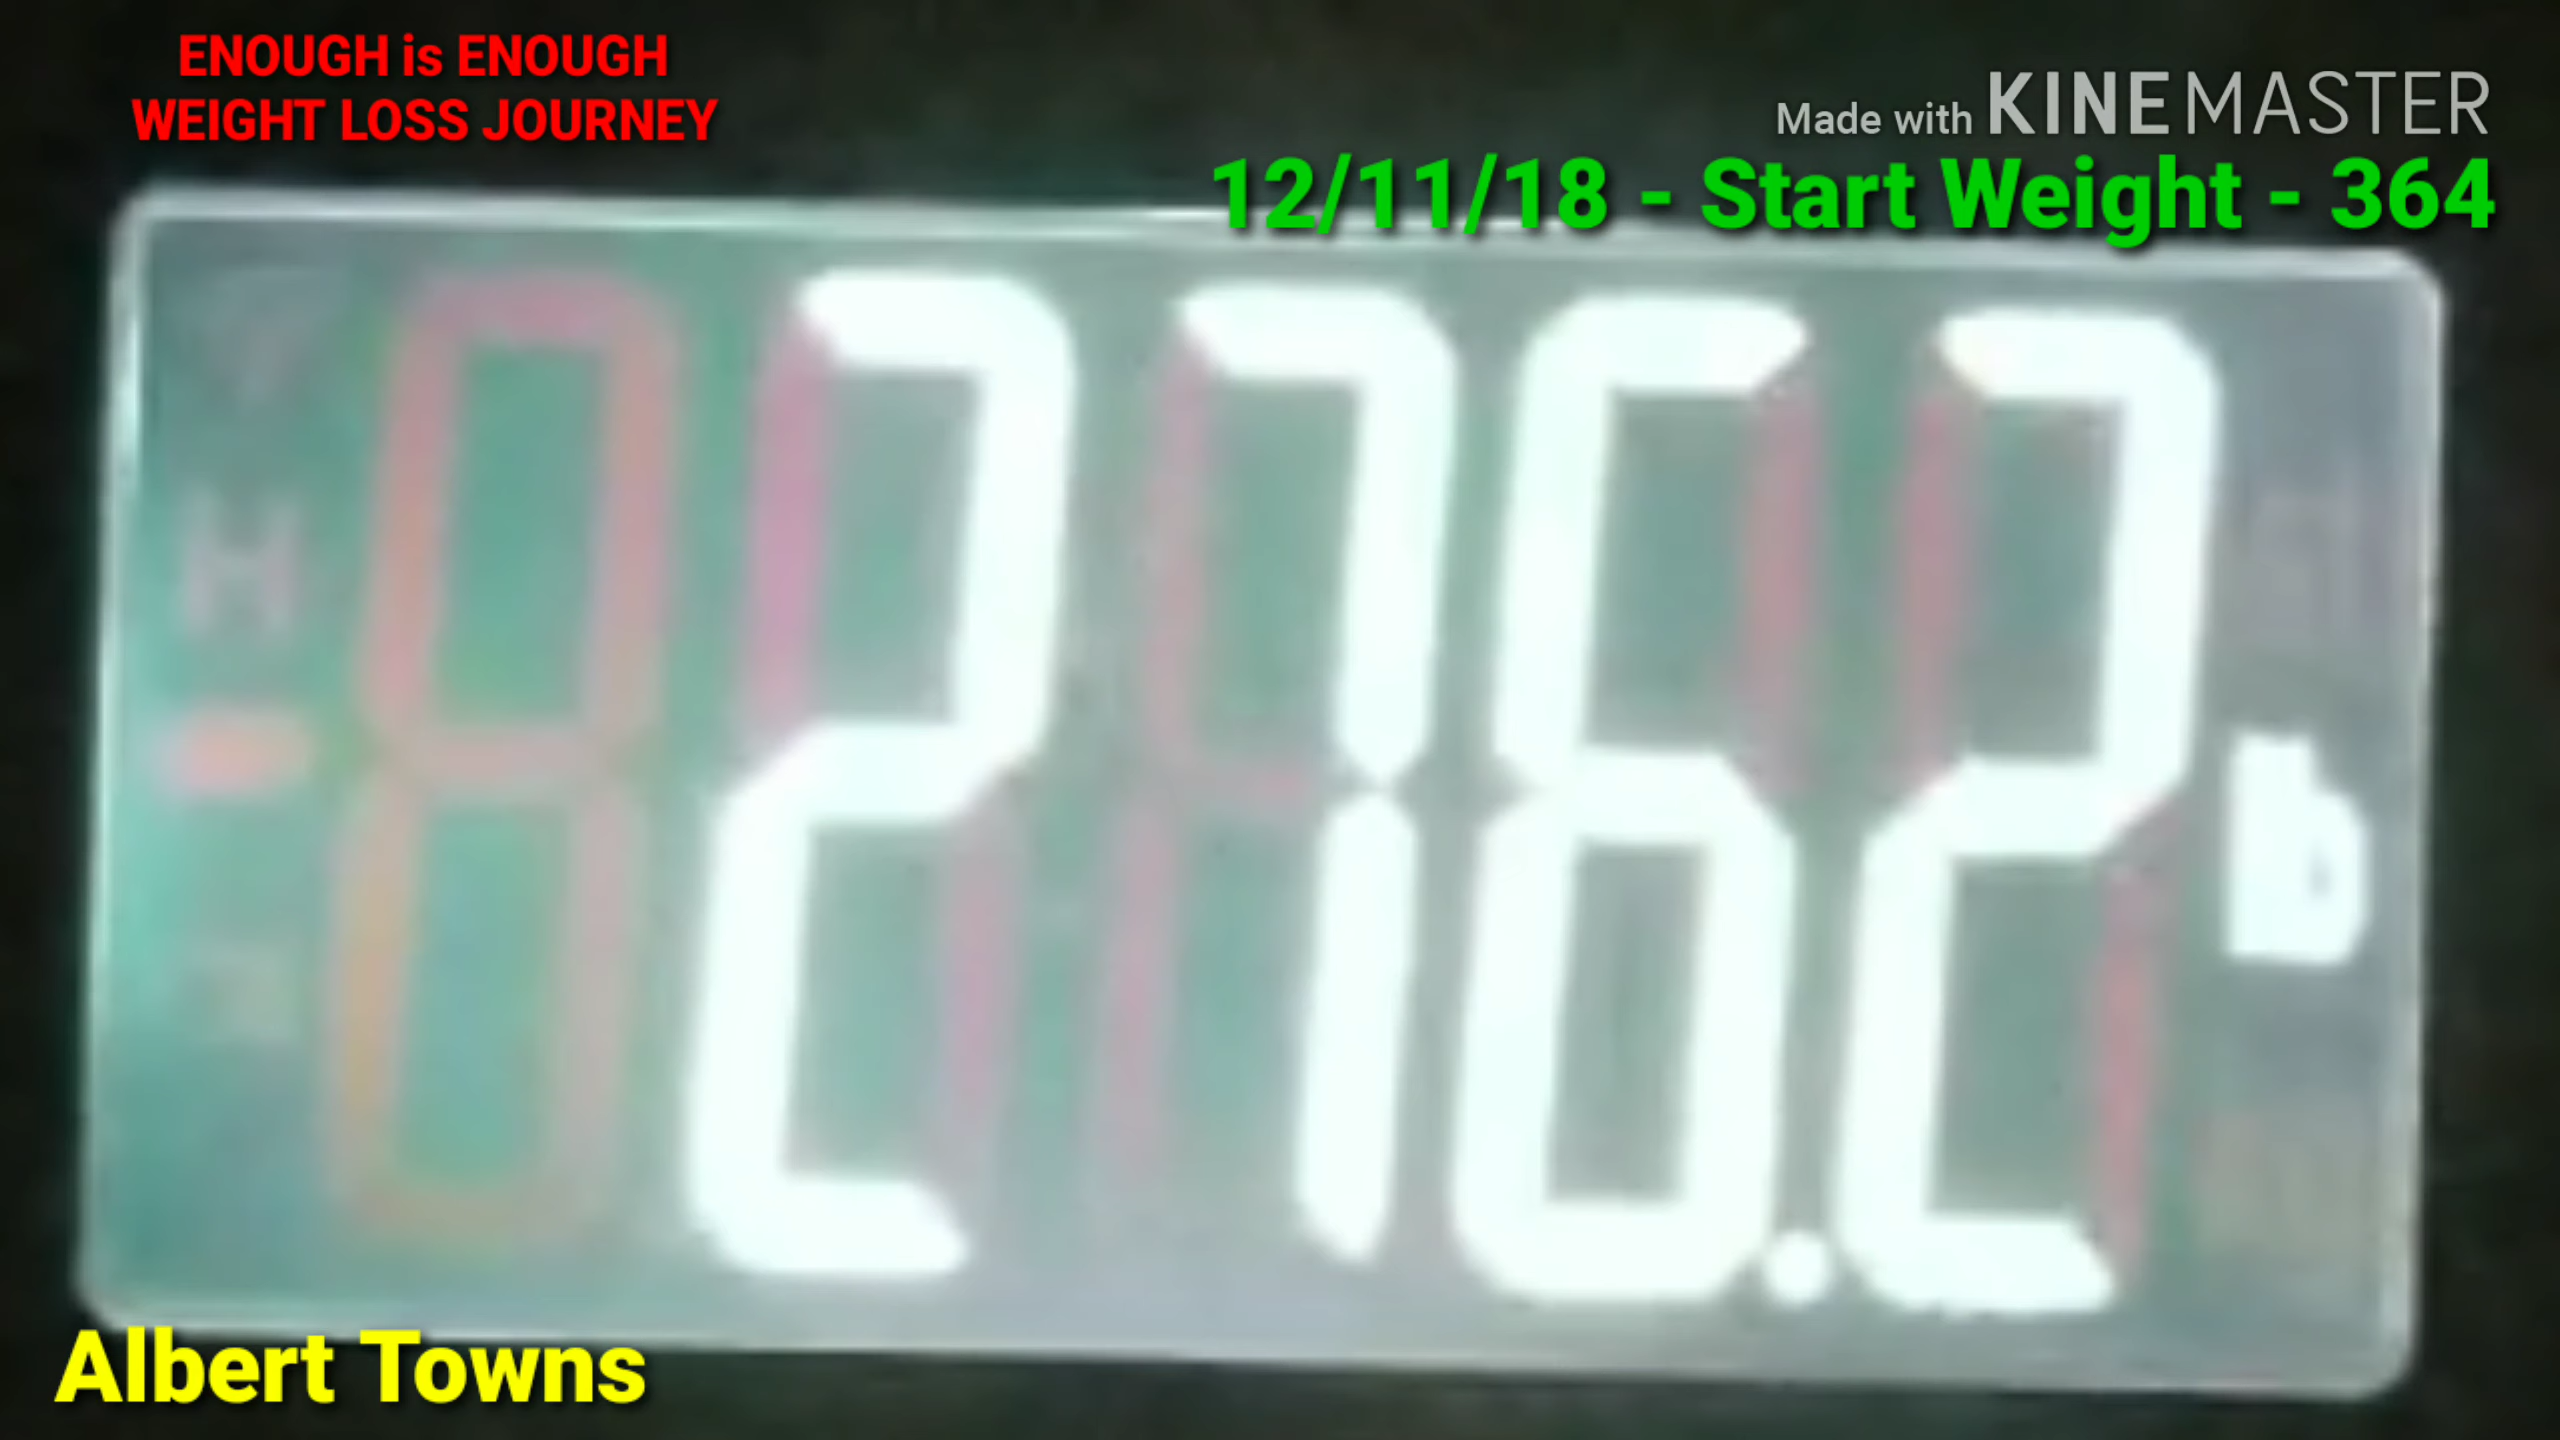 ENOUGH is ENOUGH
WEIGHT LOSS JOURNEY
Made with KINEMASTER
12/11/18 - Start Weight - 364
276.2 lb
Albert Towns